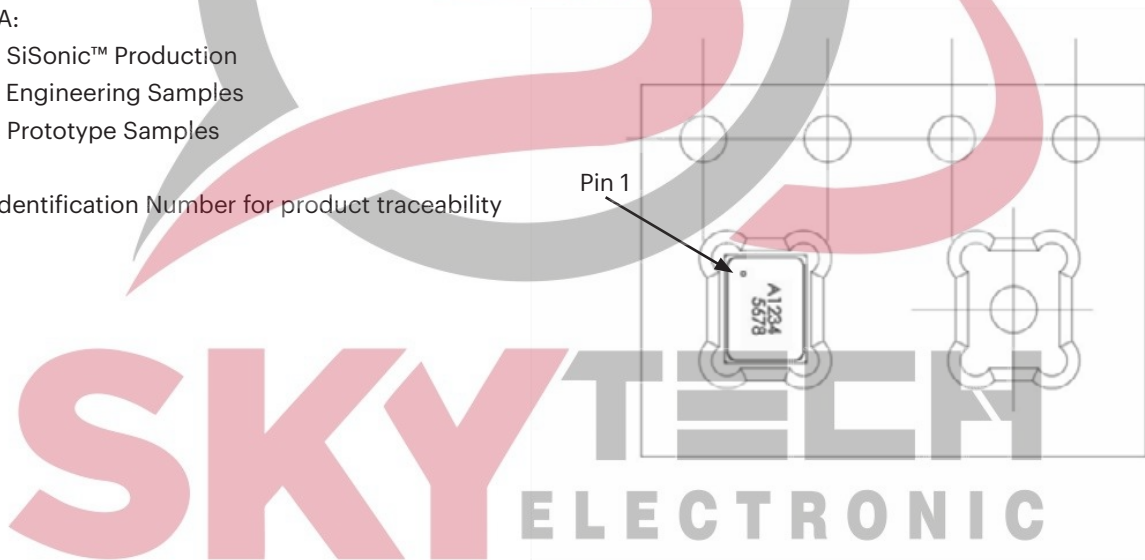 A:
SiSonic™ Production
Engineering Samples
Prototype Samples
dentification Number for product traceability
Pin 1
A1234
5678
SKYTECH
ELECTRONIC